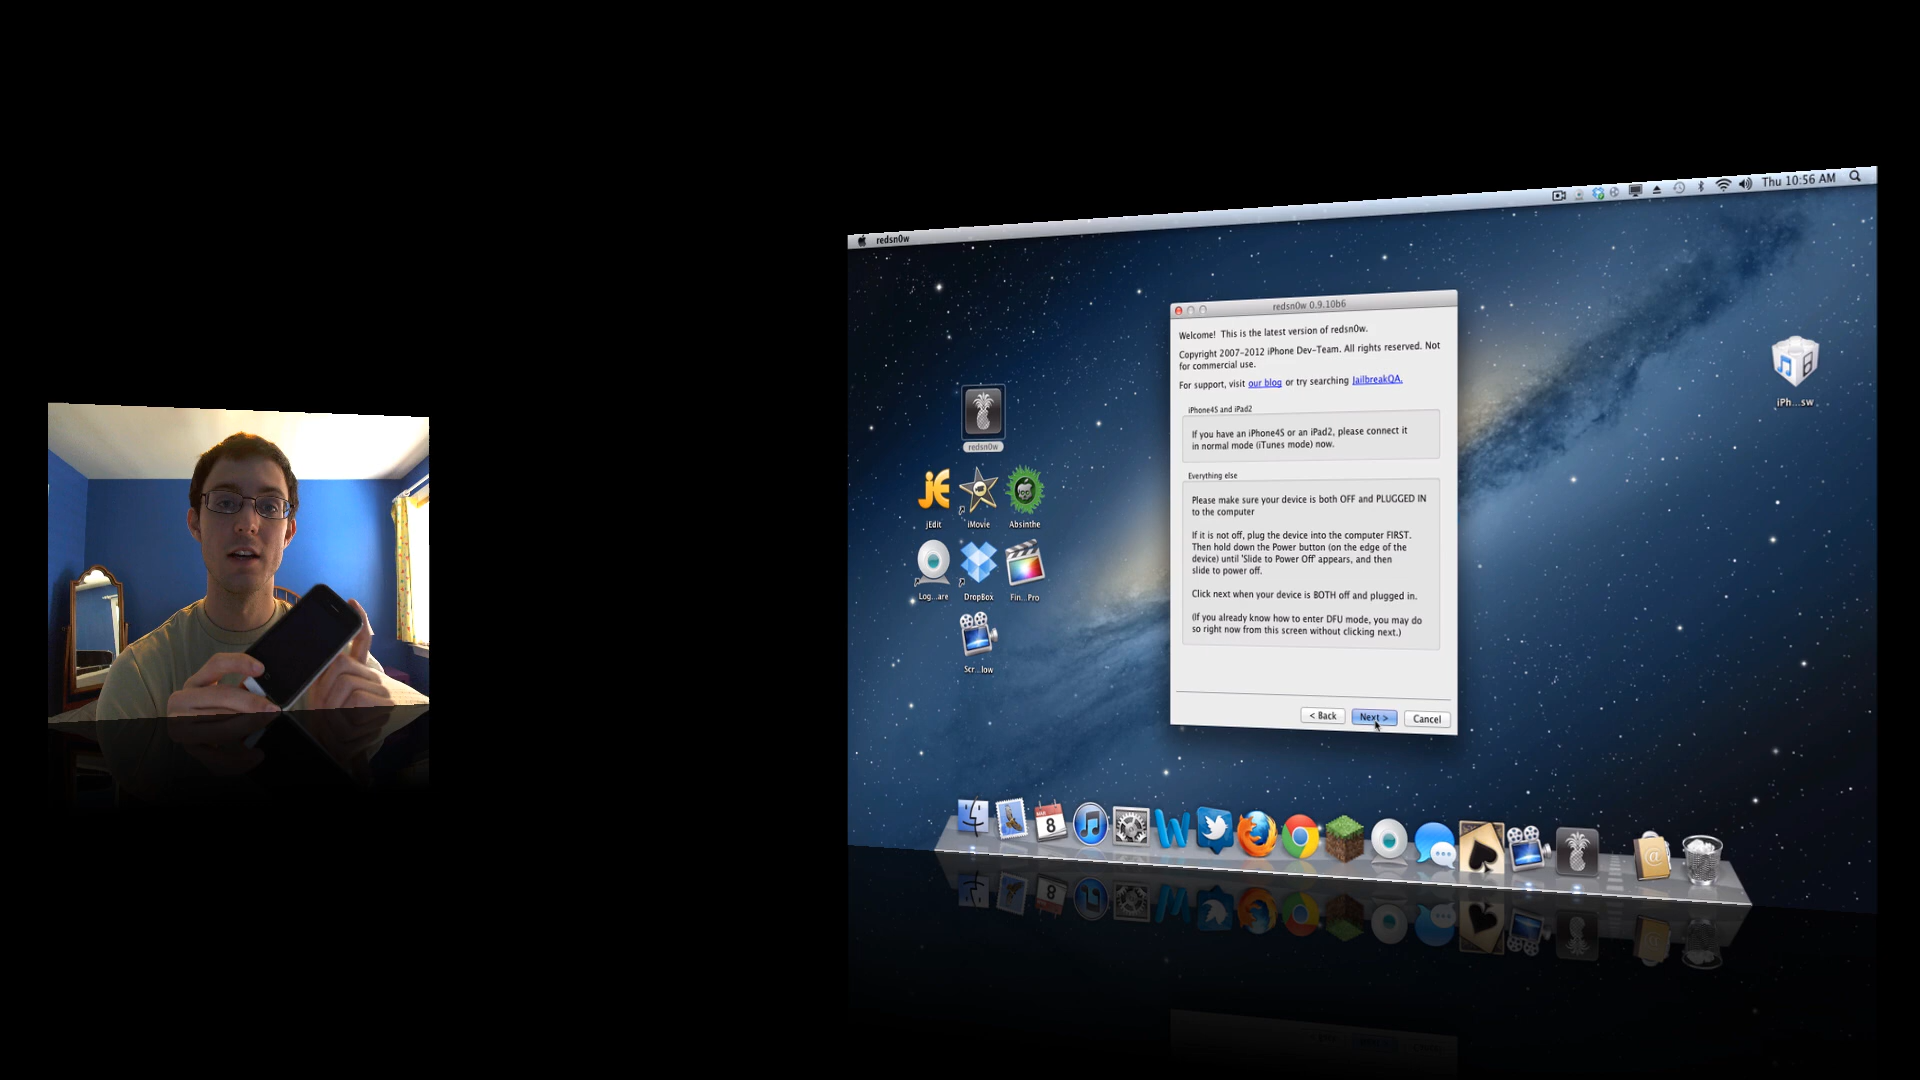 redsn0w
Thu 10:56 AM
redsn0w 0.9.10b6
Welcome! This is the latest version of redsn0w.
Copyright 2007-2012 iPhone Dev-Team. All rights reserved. Not
for commercial use.
For support, visit our blog or try searching JailbreakQA.
iPhone4S and iPad2
If you have an iPhone4S or an iPad2, please connect it
in normal mode (iTunes mode) now.
Everything else
Please make sure your device is both OFF and PLUGGED IN
to the computer
If it is not off, plug the device into the computer FIRST.
Then hold down the Power button (on the edge of the
device) until 'Slide to Power Off' appears, and then
slide to power off.
Click next when your device is BOTH off and plugged in.
(If you already know how to enter DFU mode, you may do
so right now from this screen without clicking next.)
< Back
Next >
Cancel
redsn0w
jEdit
iMovie
Absinthe
Log...are
DropBox
Fin...Pro
Scr...low
iPh...sw
MAR
8